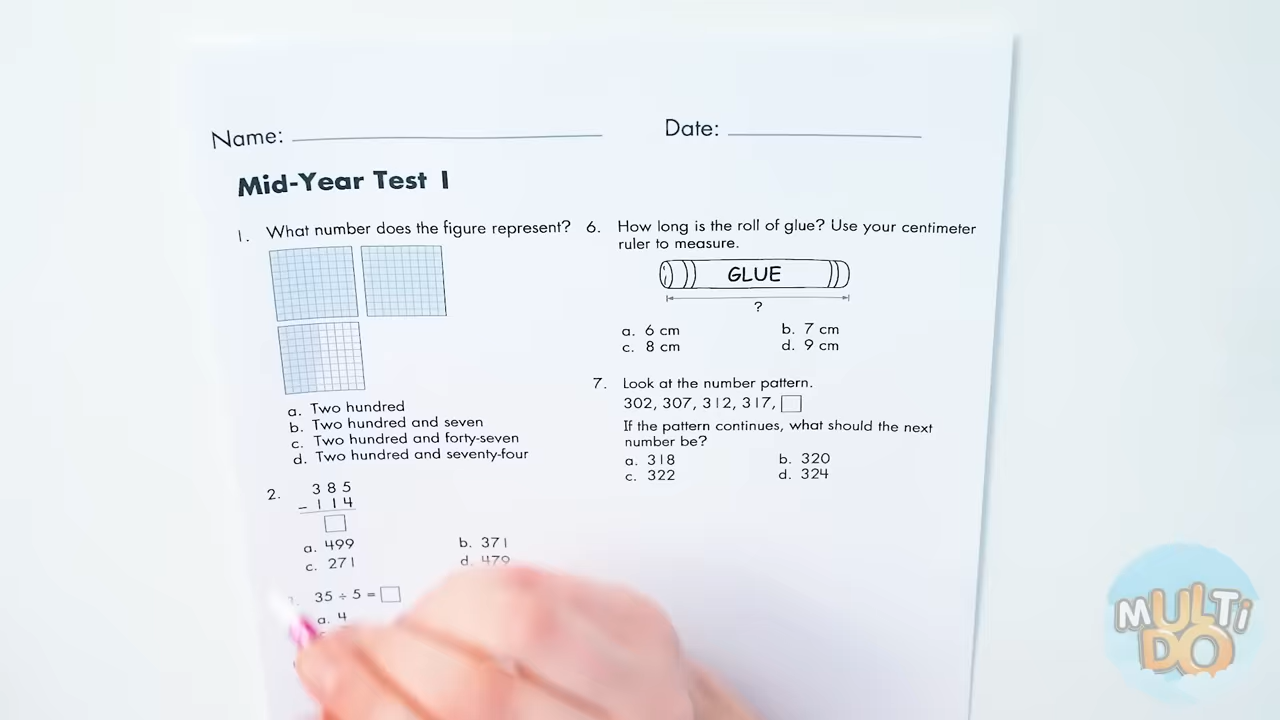 Name:
Date:
Mid-Year Test 1
1. What number does the figure represent?
a. Two hundred
b. Two hundred and seven
c. Two hundred and forty-seven
d. Two hundred and seventy-four
2. 385
- 114
a. 499
b. 371
c. 271
d. 479
35 ÷ 5 =
a. 4
6. How long is the roll of glue? Use your centimeter
ruler to measure.
GLUE
?
a. 6 cm
b. 7 cm
c. 8 cm
d. 9 cm
7. Look at the number pattern.
302, 307, 312, 317,
If the pattern continues, what should the next
number be?
a. 318
b. 320
c. 322
d. 324
MULTi
DO